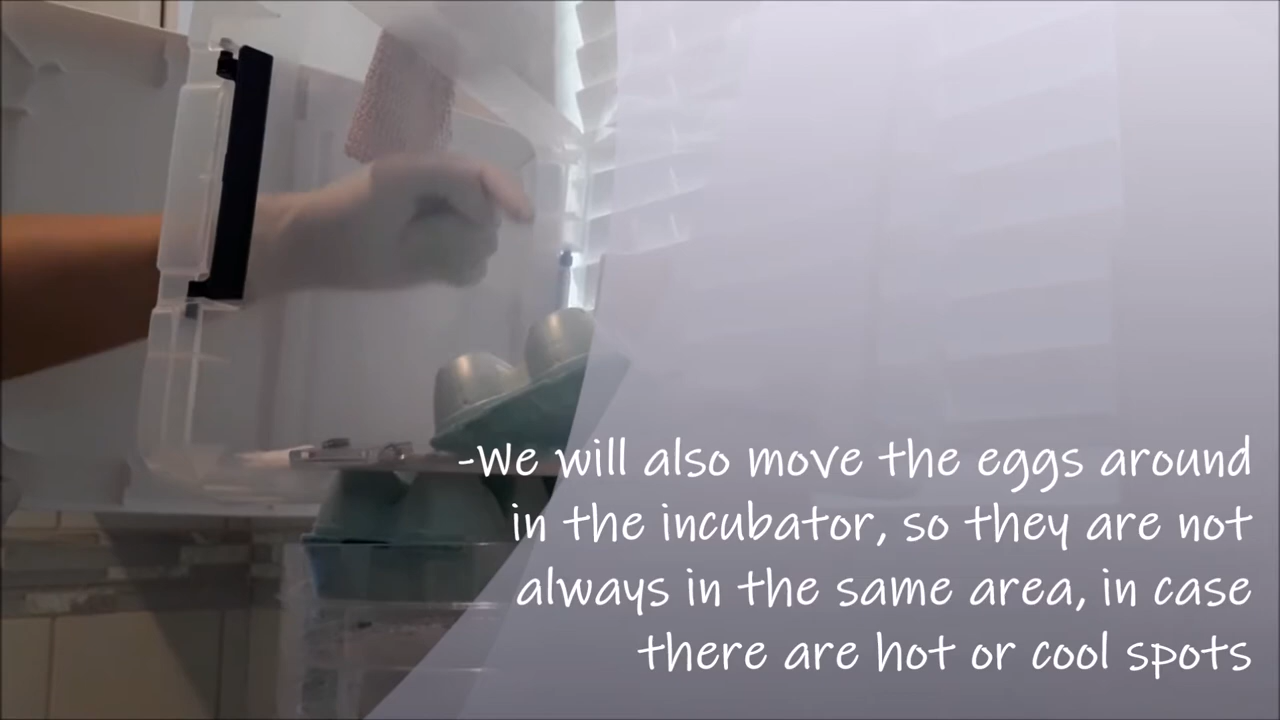 -We will also move the eggs around
in the incubator, so they are not
always in the same area, in case
there are hot or cool spots